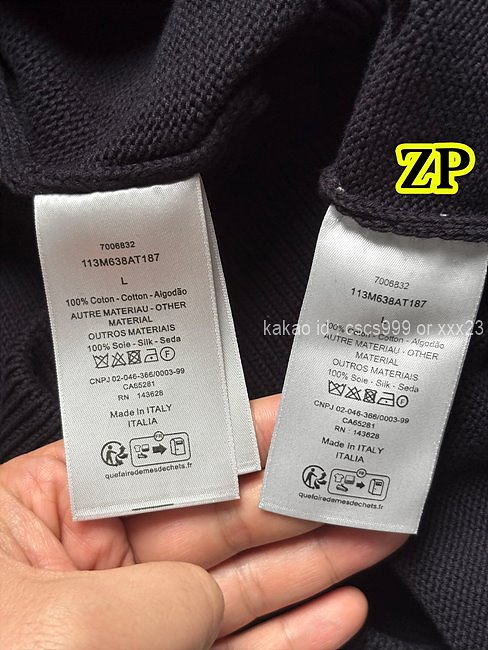 ZP
7006832
113M638AT187
L
100% Coton - Cotton - Algodão
AUTRE MATERIAU - OTHER
MATERIAL
OUTROS MATERIAIS
100% Soie - Silk - Seda
F
CNPJ 02-046-366/0003-99
CA65281
RN : 143628
Made in ITALY
ITALIA
FR
quefairedemesdechets.fr
7006832
113M638AT187
L
kakao id : cscs999 or xxx23
100% Coton - Cotton - Algodão
AUTRE MATERIAU - OTHER
MATERIAL
OUTROS MATERIAIS
100% Soie - Silk - Seda
F
CNPJ 02-046-366/0003-99
CA65281
RN : 143628
Made in ITALY
ITALIA
FR
quefairedemesdechets.fr